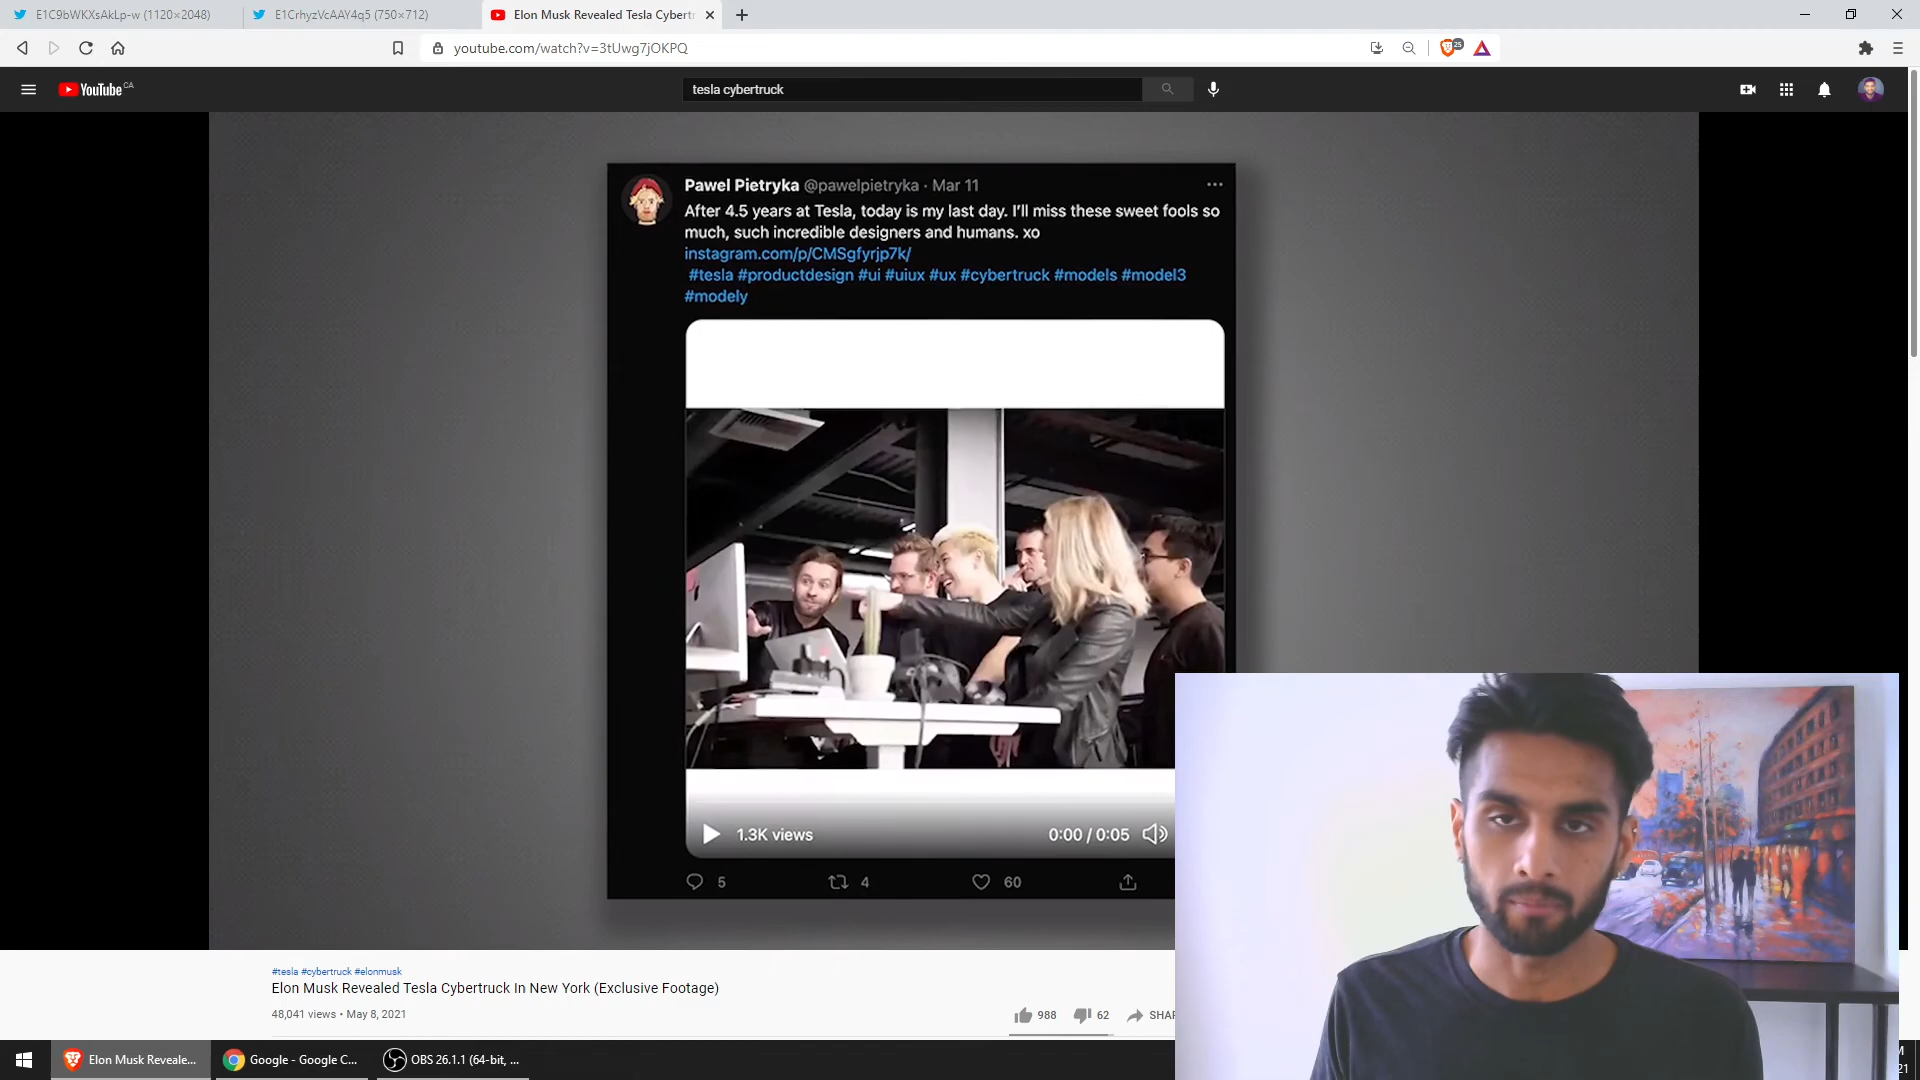 E1C9bWKXsAkLp-w (1120×2048)
E1CrhyzVcAAY4q5 (750×712)
Elon Musk Revealed Tesla Cybertr
youtube.com/watch?v=3tUwg7jOKPQ
25
YouTube CA
tesla cybertruck
Pawel Pietryka @pawelpietryka · Mar 11
After 4.5 years at Tesla, today is my last day. I'll miss these sweet fools so
much, such incredible designers and humans. xo
instagram.com/p/CMSgfyrjp7k/
#tesla #productdesign #ui #uiux #ux #cybertruck #models #model3
#modely
1.3K views
0:00 / 0:05
5
4
60
#tesla #cybertruck #elonmusk
Elon Musk Revealed Tesla Cybertruck In New York (Exclusive Footage)
48,041 views • May 8, 2021
988
62
SHAR
Elon Musk Reveale...
Google - Google C...
OBS 26.1.1 (64-bit, ...
M
21